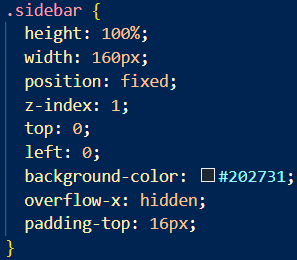 .sidebar {
  height: 100%;
  width: 160px;
  position: fixed;
  z-index: 1;
  top: 0;
  left: 0;
  background-color: #202731;
  overflow-x: hidden;
  padding-top: 16px;
}